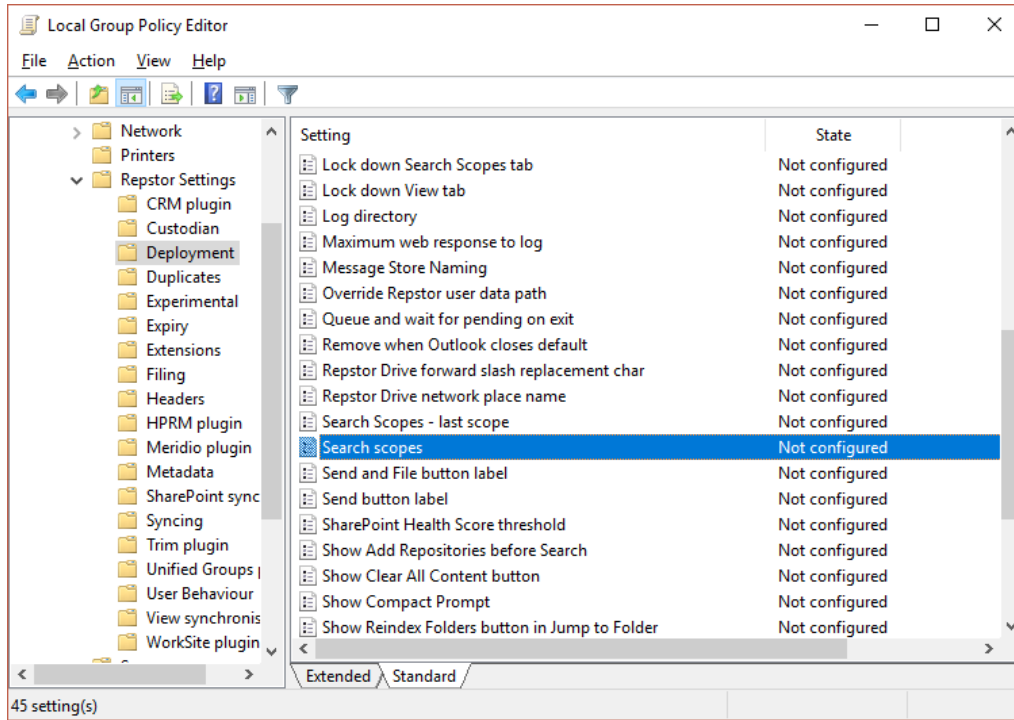 Local Group Policy Editor
File Action View Help
Network
Printers
Repstor Settings
CRM plugin
Custodian
Deployment
Duplicates
Experimental
Expiry
Extensions
Filing
Headers
HPRM plugin
Meridio plugin
Metadata
SharePoint sync
Syncing
Trim plugin
Unified Groups
User Behaviour
View synchronis
WorkSite plugin
Setting State
Lock down Search Scopes tab Not configured
Lock down View tab Not configured
Log directory Not configured
Maximum web response to log Not configured
Message Store Naming Not configured
Override Repstor user data path Not configured
Queue and wait for pending on exit Not configured
Remove when Outlook closes default Not configured
Repstor Drive forward slash replacement char Not configured
Repstor Drive network place name Not configured
Search Scopes - last scope Not configured
Search scopes Not configured
Send and File button label Not configured
Send button label Not configured
SharePoint Health Score threshold Not configured
Show Add Repositories before Search Not configured
Show Clear All Content button Not configured
Show Compact Prompt Not configured
Show Reindex Folders button in Jump to Folder Not configured
Extended Standard
45 setting(s)